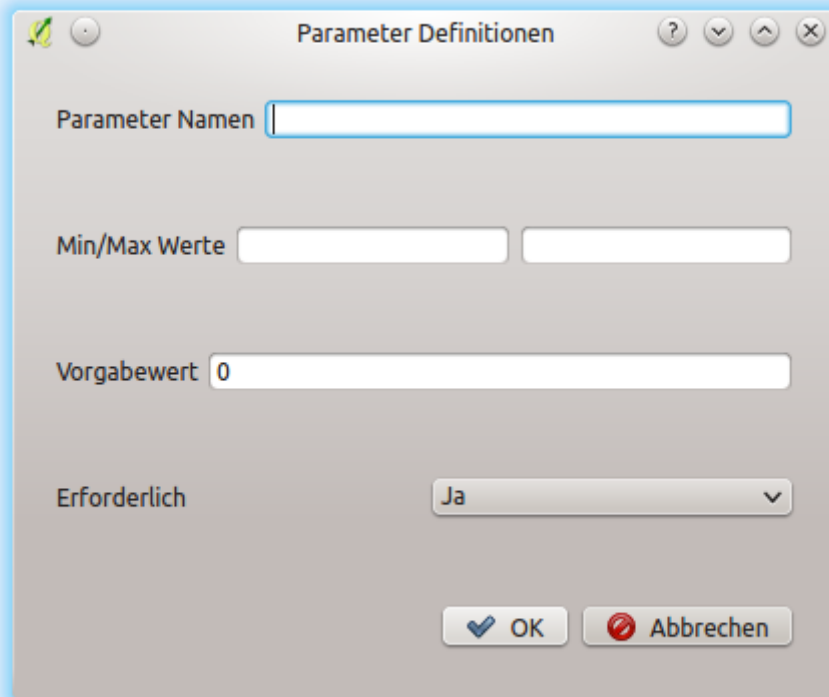 Parameter Definitionen
Parameter Namen
Min/Max Werte
Vorgabewert 0
Erforderlich Ja
OK Abbrechen